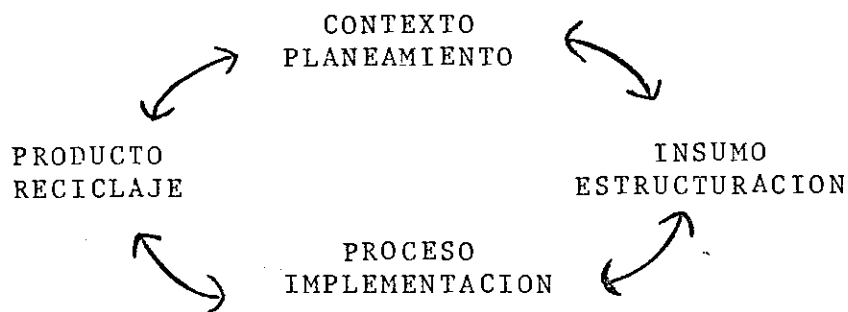 CONTEXTO
PLANEAMIENTO
PRODUCTO
RECICLAJE
INSUMO
ESTRUCTURACION
PROCESO
IMPLEMENTACION